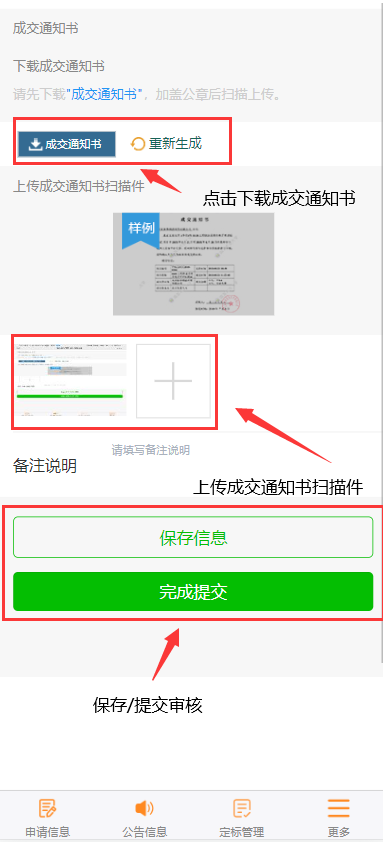 成交通知书
下载成交通知书
请先下载"成交通知书"，加盖公章后扫描上传。
成交通知书
重新生成
上传成交通知书扫描件
点击下载成交通知书
样例
成交通知书
备注说明
请填写备注说明
上传成交通知书扫描件
保存信息
完成提交
保存/提交审核
申请信息
公告信息
定标管理
更多